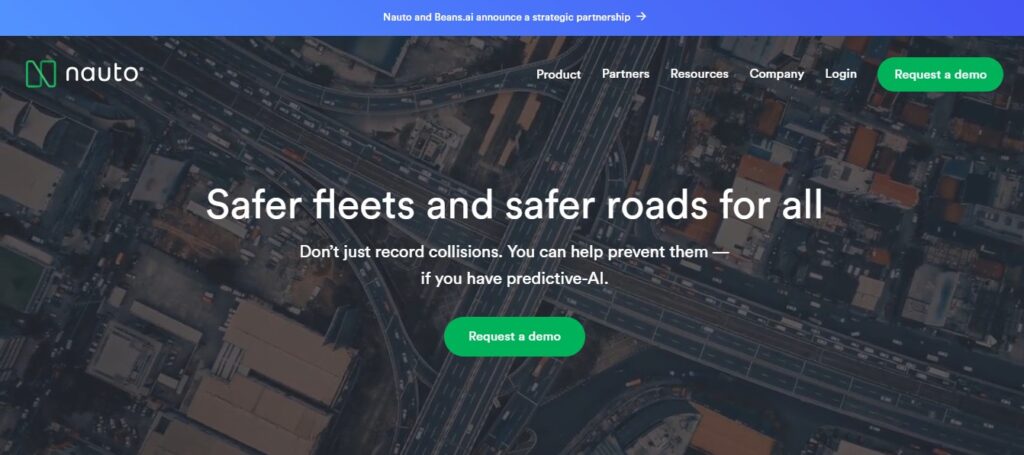 Nauto and Beans.ai announce a strategic partnership →
nauto®
Product Partners Resources Company Login Request a demo
Safer fleets and safer roads for all
Don't just record collisions. You can help prevent them —
if you have predictive-AI.
Request a demo